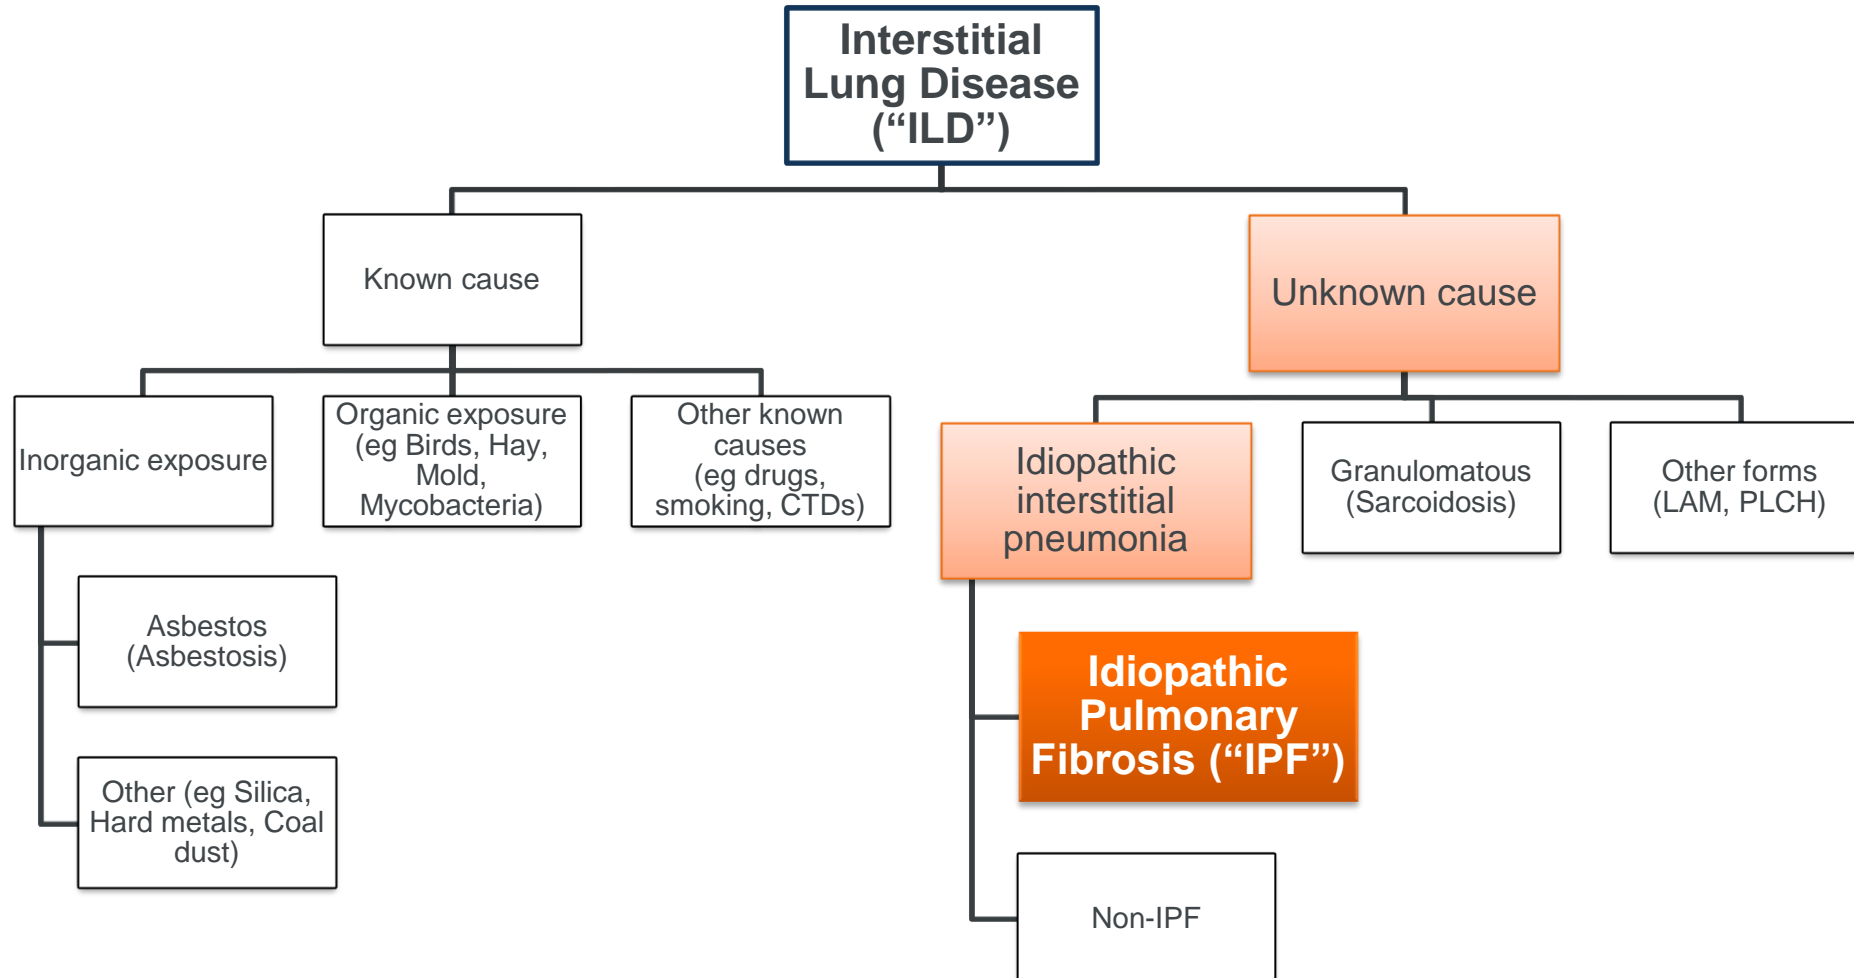 Interstitial
Lung Disease
(“ILD”)
Known cause
Unknown cause
Inorganic exposure
Organic exposure
(eg Birds, Hay,
Mold,
Mycobacteria)
Other known
causes
(eg drugs,
smoking, CTDs)
Idiopathic
interstitial
pneumonia
Granulomatous
(Sarcoidosis)
Other forms
(LAM, PLCH)
Asbestos
(Asbestosis)
Other (eg Silica,
Hard metals, Coal
dust)
Idiopathic
Pulmonary
Fibrosis (“IPF”)
Non-IPF